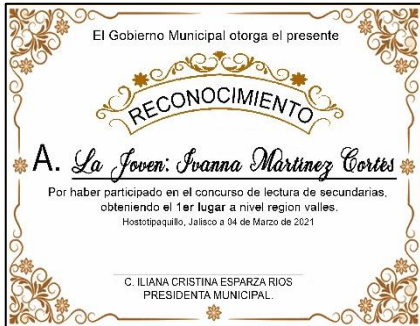 El Gobierno Municipal otorga el presente
RECONOCIMIENTO
A. La Joven: Ivanna Martínez Cortés
Por haber participado en el concurso de lectura de secundarias,
obteniendo el 1er lugar a nivel region valles.
Hostotipaquillo, Jalisco a 04 de Marzo de 2021
C. ILIANA CRISTINA ESPARZA RIOS
PRESIDENTA MUNICIPAL.